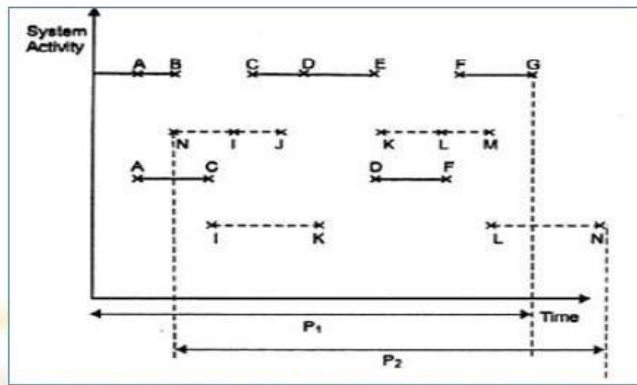 System
Activity
A B C D E F G
N I J K L M
A C D F
I K L N
Time
P₁
P₂